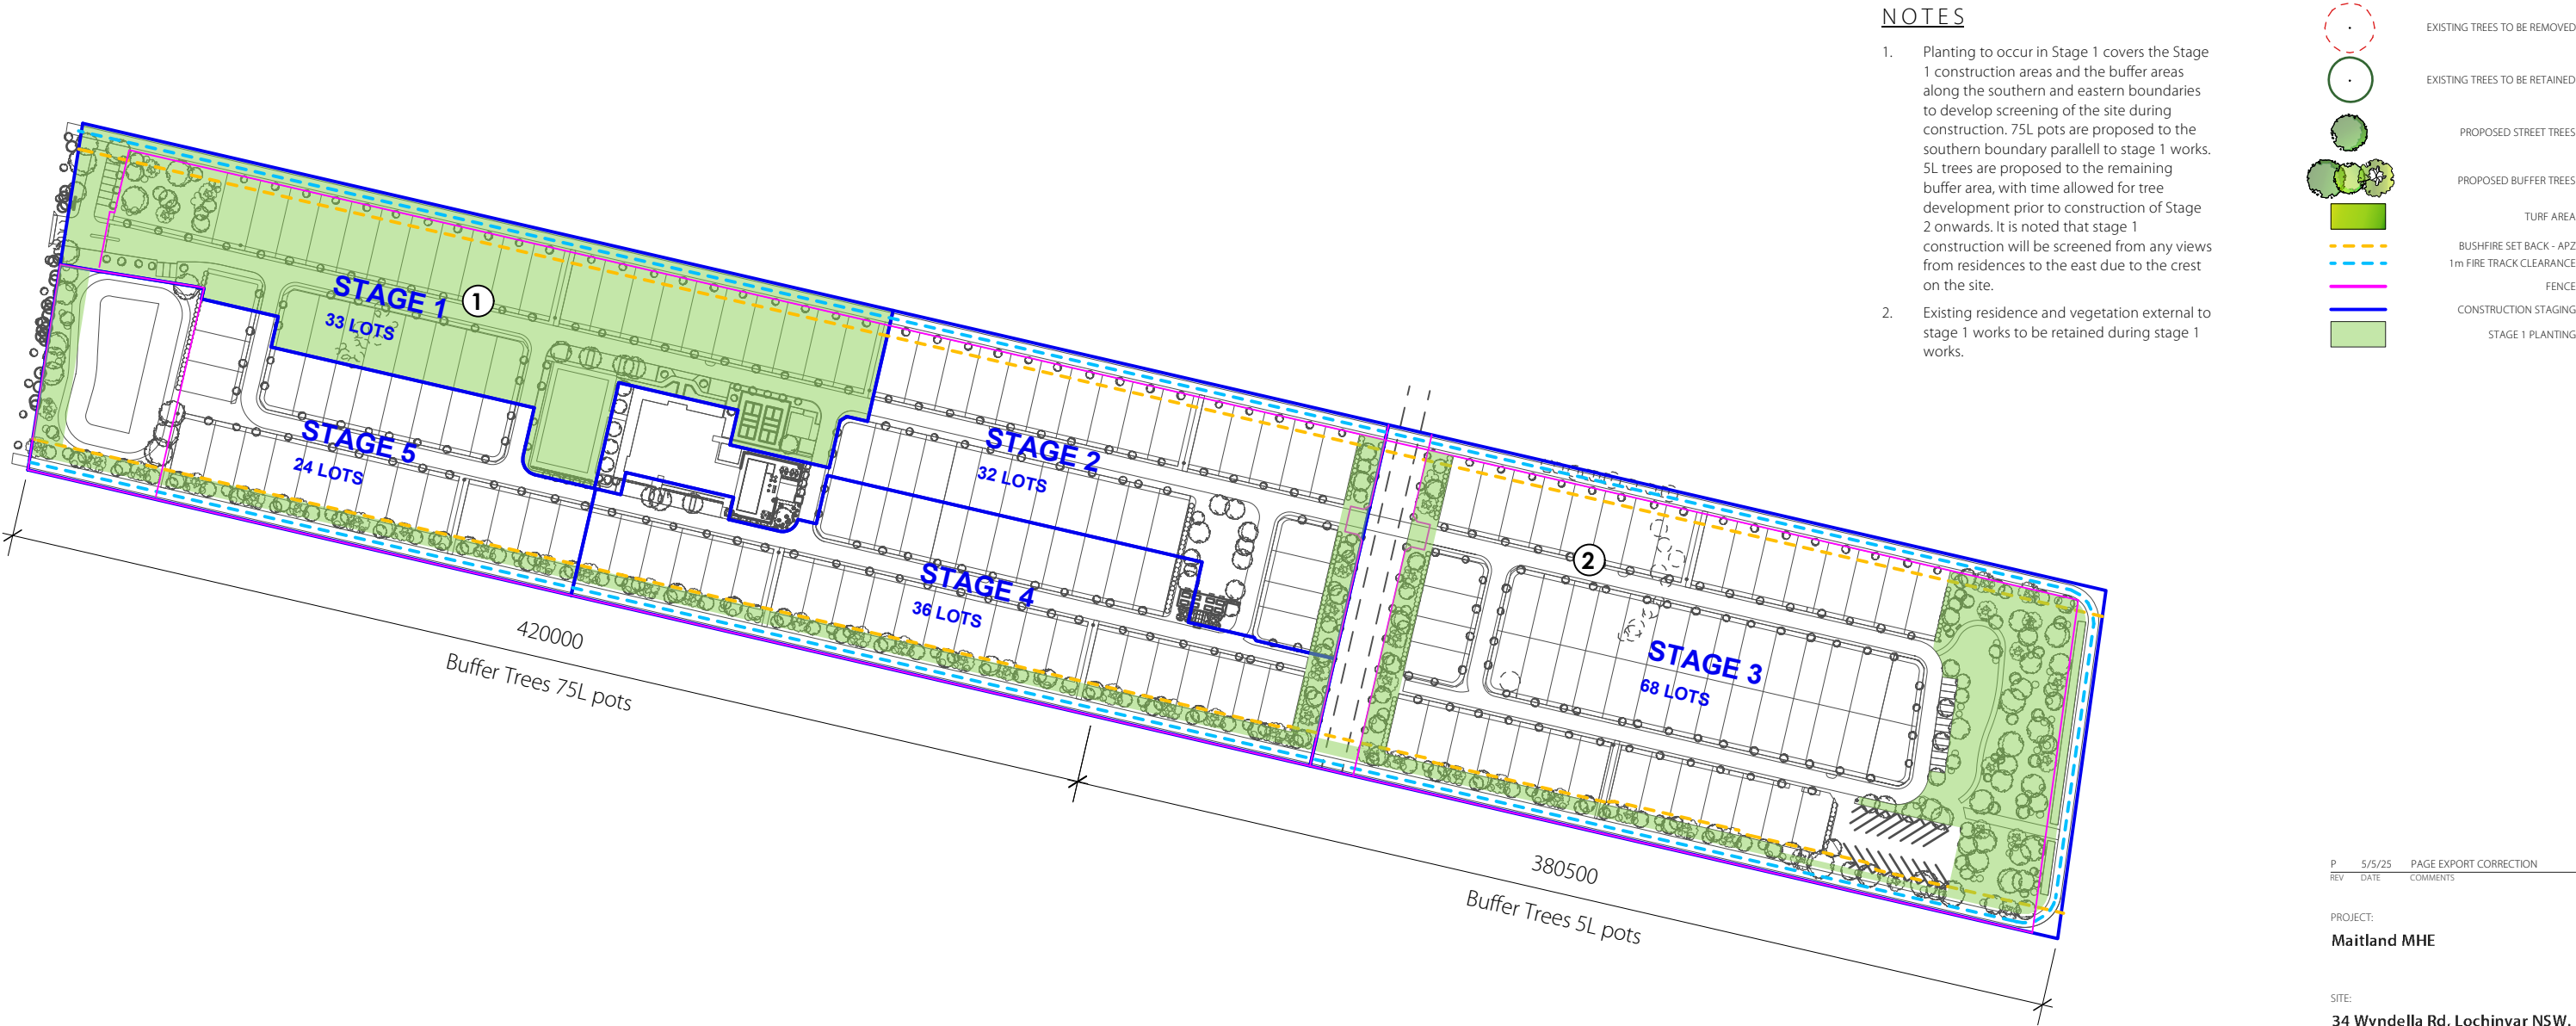 NOTES
1. Planting to occur in Stage 1 covers the Stage
1 construction areas and the buffer areas
along the southern and eastern boundaries
to develop screening of the site during
construction. 75L pots are proposed to the
southern boundary parallell to stage 1 works.
5L trees are proposed to the remaining
buffer area, with time allowed for tree
development prior to construction of Stage
2 onwards. It is noted that stage 1
construction will be screened from any views
from residences to the east due to the crest
on the site.
2. Existing residence and vegetation external to
stage 1 works to be retained during stage 1
works.
EXISTING TREES TO BE REMOVED
EXISTING TREES TO BE RETAINED
PROPOSED STREET TREES
PROPOSED BUFFER TREES
TURF AREA
BUSHFIRE SET BACK - APZ
1m FIRE TRACK CLEARANCE
FENCE
CONSTRUCTION STAGING
STAGE 1 PLANTING
STAGE 1
33 LOTS
1
STAGE 5
24 LOTS
STAGE 2
32 LOTS
STAGE 4
36 LOTS
2
STAGE 3
68 LOTS
420000
Buffer Trees 75L pots
380500
Buffer Trees 5L pots
P 5/5/25 PAGE EXPORT CORRECTION
REV DATE COMMENTS
PROJECT:
Maitland MHE
SITE:
34 Wyndella Rd, Lochinvar NSW.